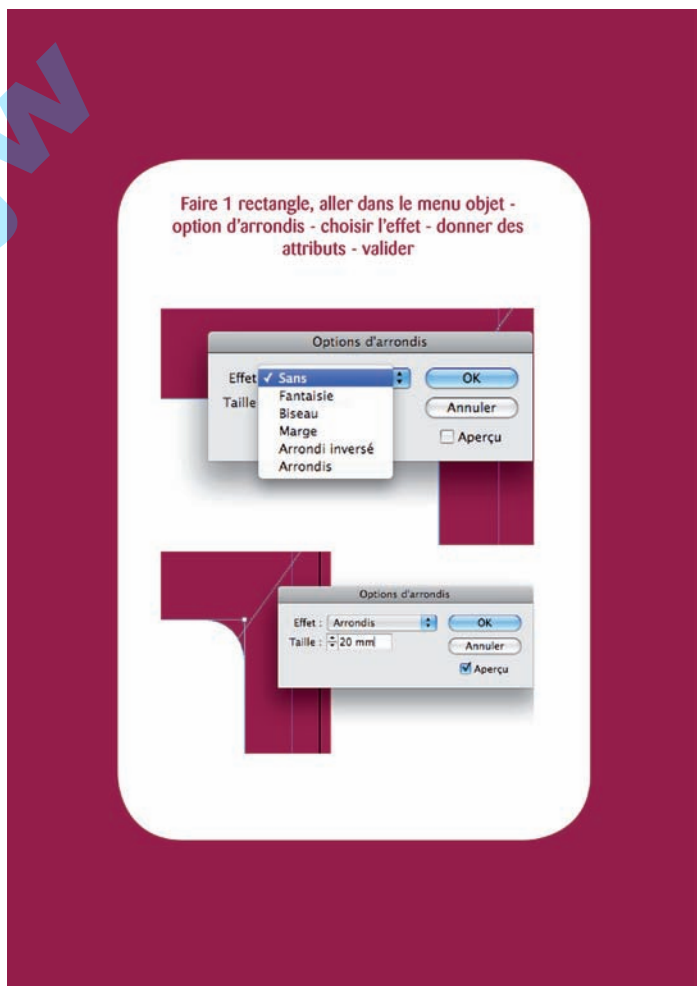 Faire 1 rectangle, aller dans le menu objet -
option d'arrondis - choisir l'effet - donner des
attributs - valider
Options d'arrondis
Effet ✓ Sans
OK
Taille
Fantaisie
Biseau
Marge
Arrondi inversé
Arrondis
Annuler
Aperçu
Options d'arrondis
Effet : Arrondis
OK
Taille : 20 mm
Annuler
Aperçu